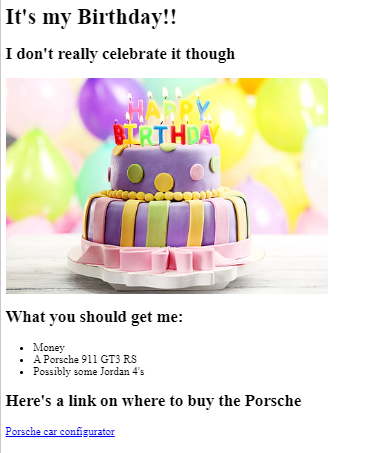 It's my Birthday!!
I don't really celebrate it though
HAPPY
BIRTHDAY
What you should get me:
Money
A Porsche 911 GT3 RS
Possibly some Jordan 4's
Here's a link on where to buy the Porsche
Porsche car configurator